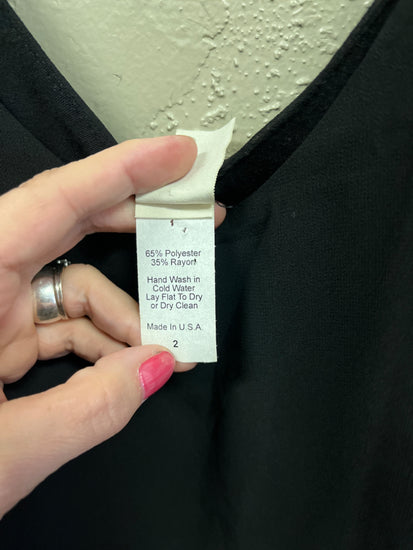 65% Polyester
35% Rayon
Hand Wash in
Cold Water
Lay Flat To Dry
or Dry Clean
Made In U.S.A.
2